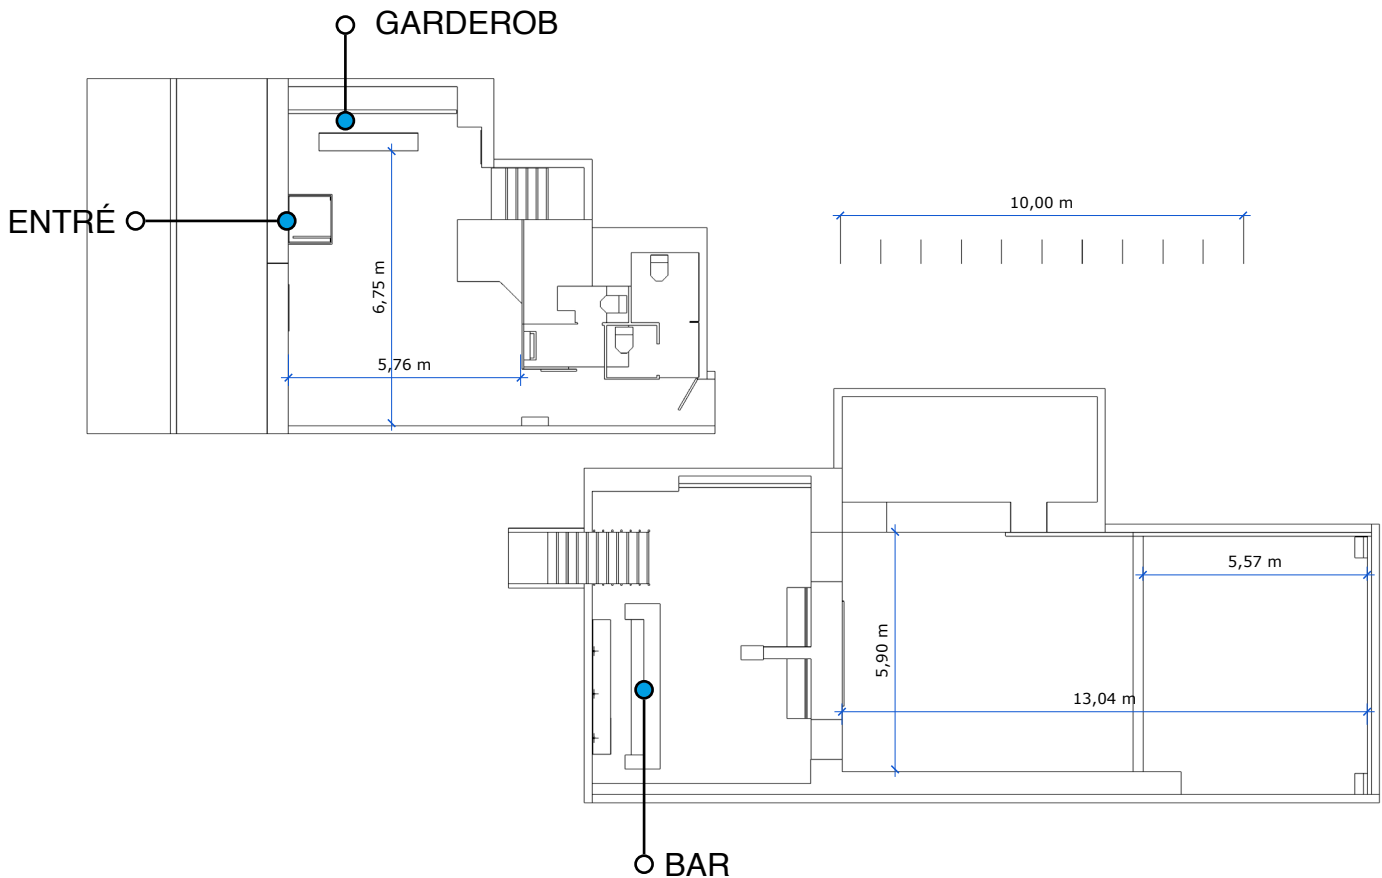 GARDEROB
ENTRÉ
10,00 m
6,75 m
5,76 m
5,57 m
5,90 m
13,04 m
BAR